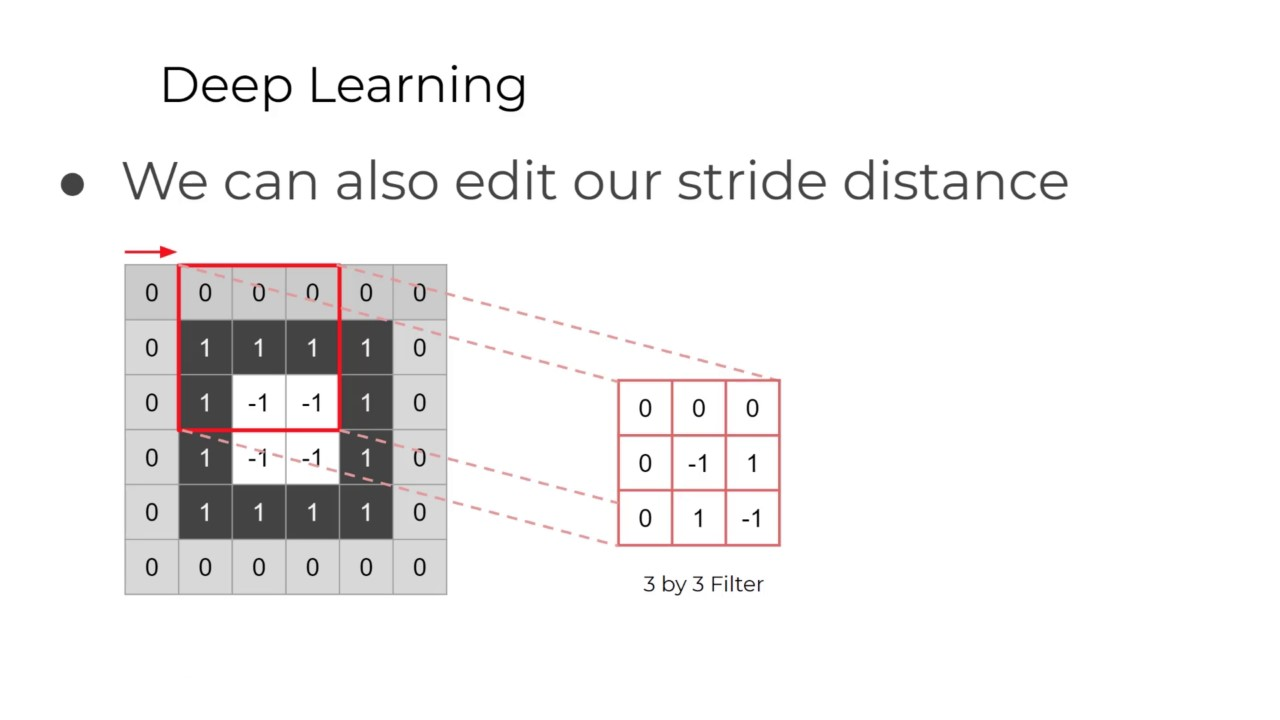 Deep Learning
● We can also edit our stride distance
0 0 0 0 0 0
0 1 1 1 1 0
0 1 -1 -1 1 0
0 1 -1 -1 1 0
0 1 1 1 1 0
0 0 0 0 0 0
0 0 0
0 -1 1
0 1 -1
3 by 3 Filter